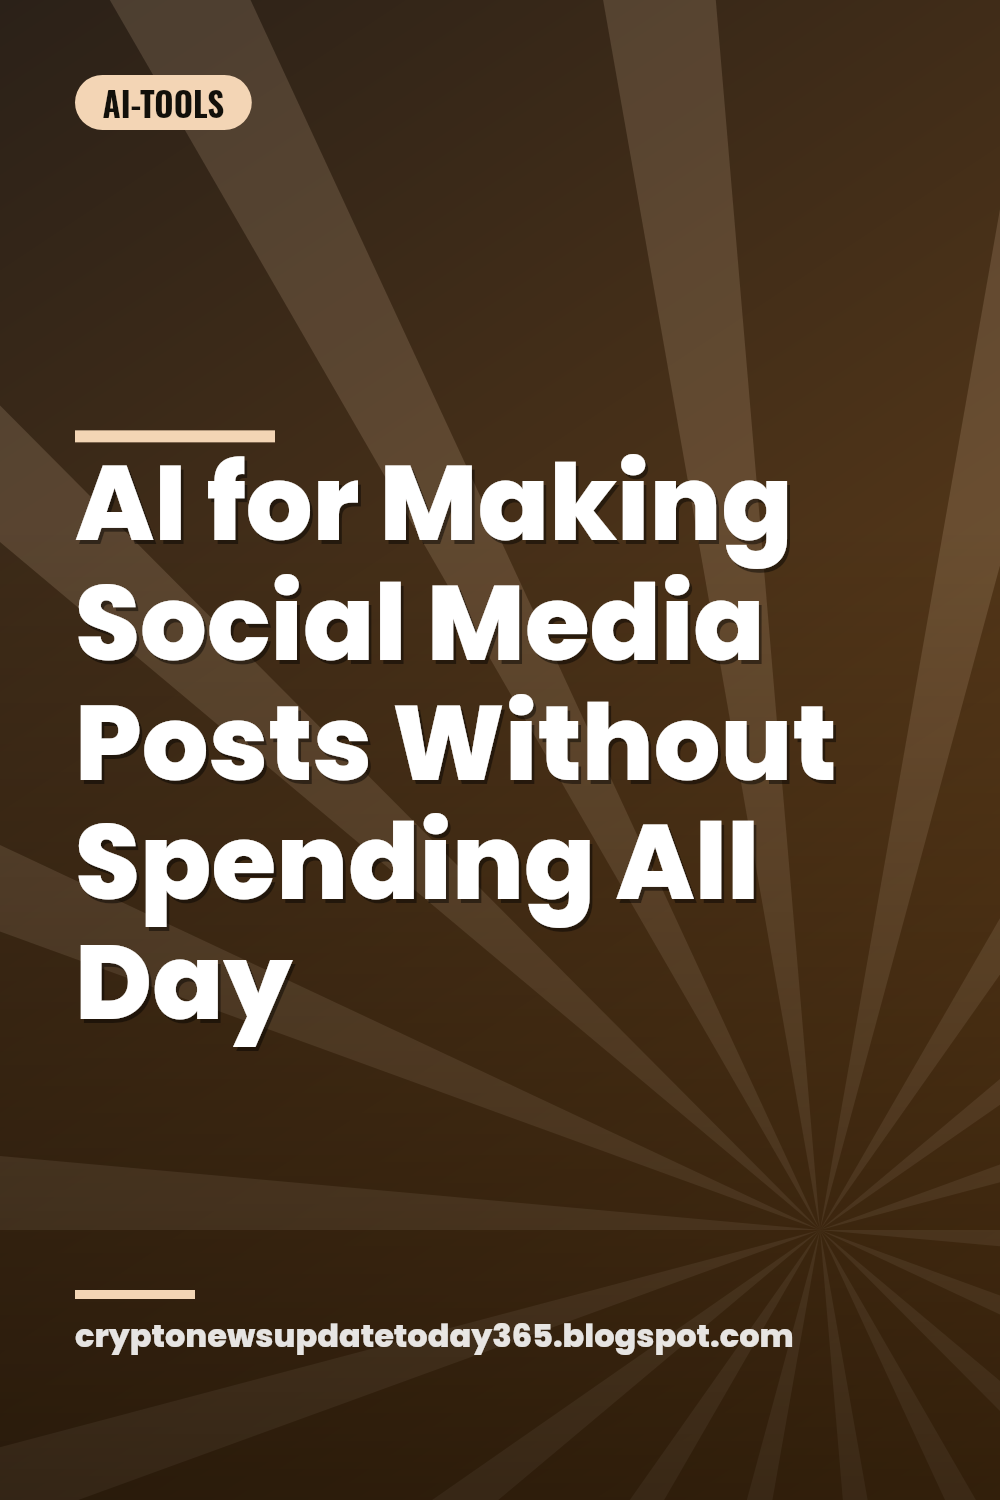 AI-TOOLS
AI for Making
Social Media
Posts Without
Spending All
Day
cryptonewsupdatetoday365.blogspot.com